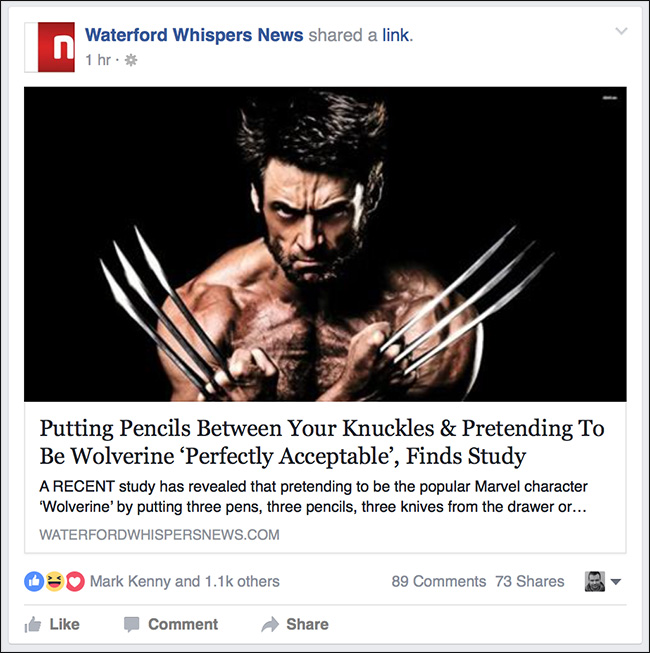 Waterford Whispers News shared a link.
1 hr ·
n
Putting Pencils Between Your Knuckles & Pretending To
Be Wolverine ‘Perfectly Acceptable’, Finds Study
A RECENT study has revealed that pretending to be the popular Marvel character
'Wolverine' by putting three pens, three pencils, three knives from the drawer or...
WATERFORDWHISPERSNEWS.COM
Mark Kenny and 1.1k others 89 Comments 73 Shares
Like Comment Share